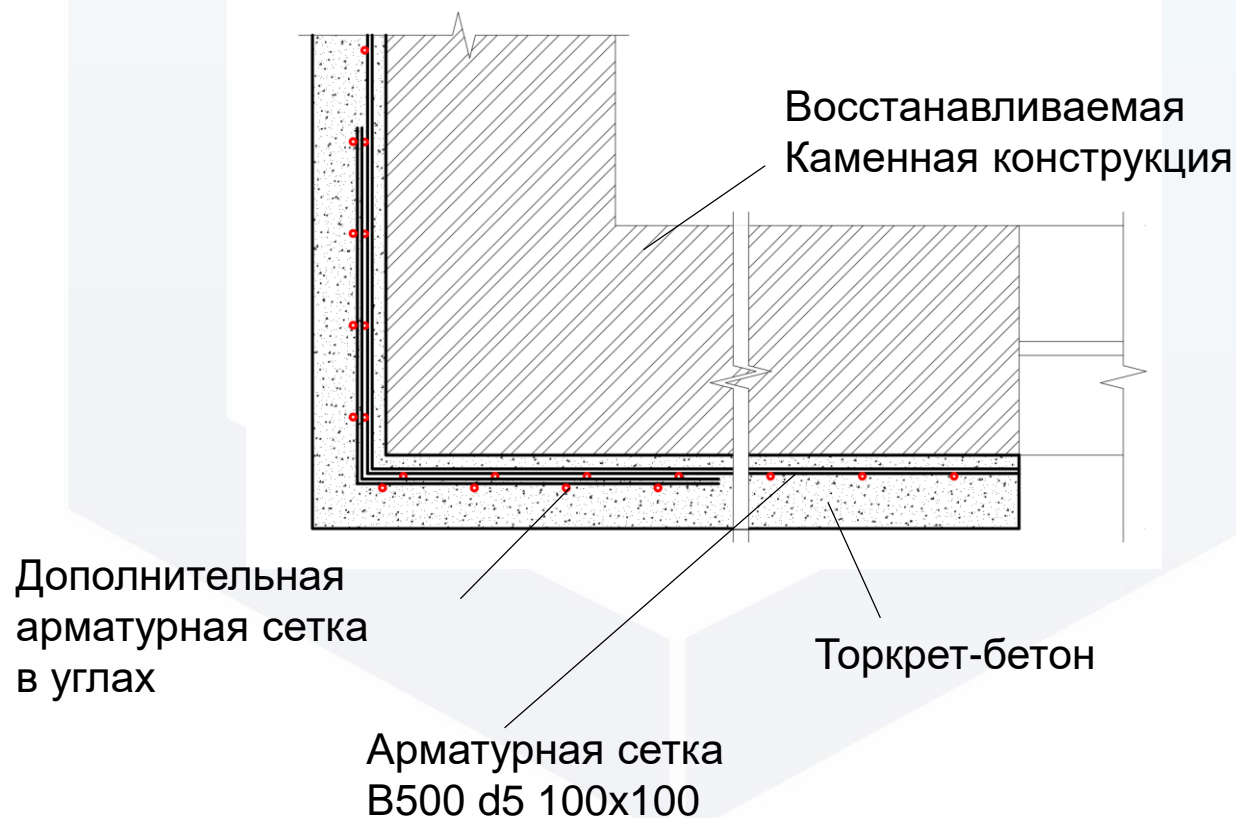 Восстанавливаемая
Каменная конструкция
Дополнительная
арматурная сетка
в углах
Торкрет-бетон
Арматурная сетка
В500 d5 100х100